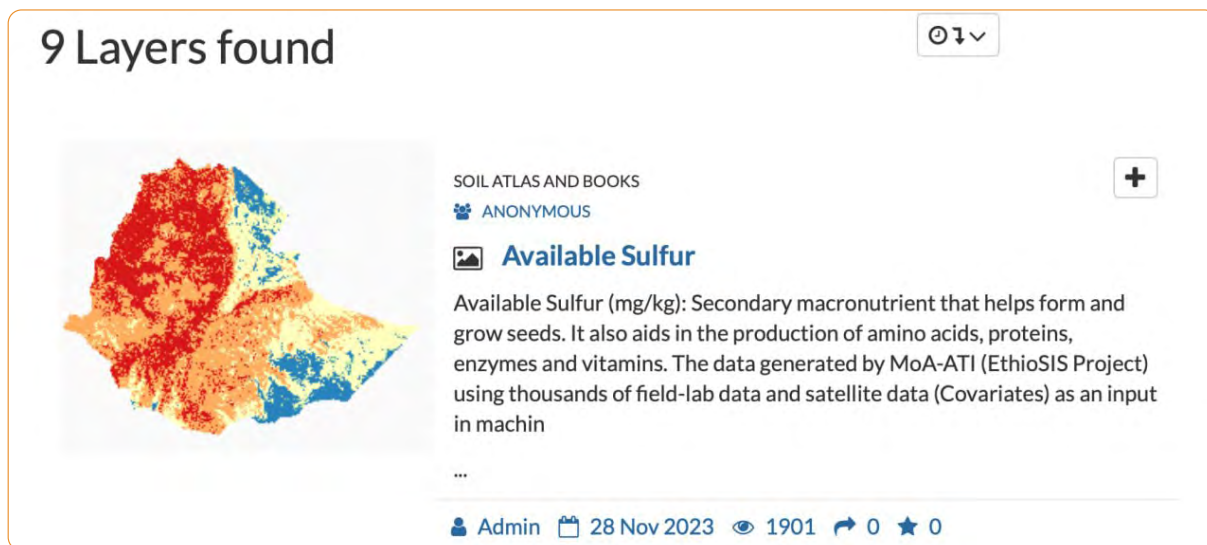 9 Layers found
SOIL ATLAS AND BOOKS
ANONYMOUS
Available Sulfur
Available Sulfur (mg/kg): Secondary macronutrient that helps form and
grow seeds. It also aids in the production of amino acids, proteins,
enzymes and vitamins. The data generated by MoA-ATI (EthioSIS Project)
using thousands of field-lab data and satellite data (Covariates) as an input
in machin
...
Admin 28 Nov 2023 1901 0 0